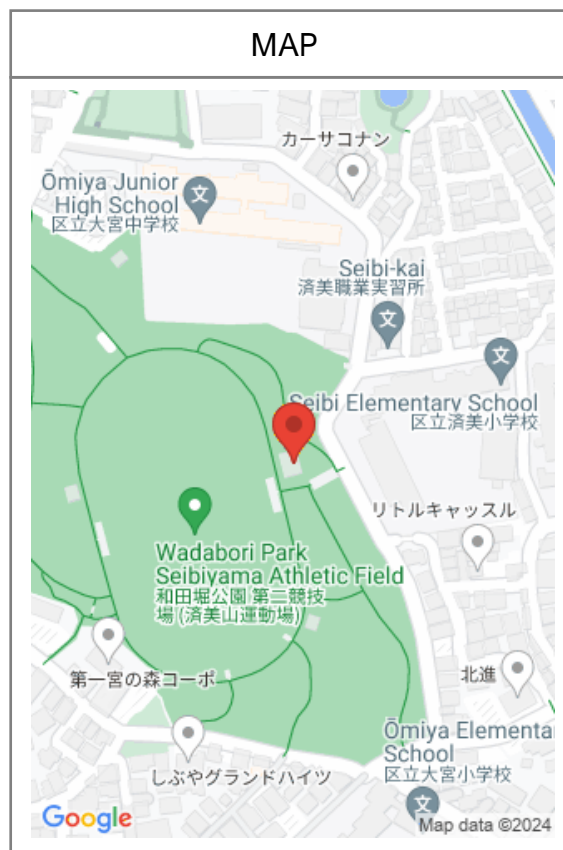 MAP
カーサコナン
Ōmiya Junior
High School
区立大宮中学校
Seibi-kai
済美職業実習所
文
文
文
Seibi Elementary School
区立済美小学校
リトルキャッスル
Wadabori Park
Seibiyama Athletic Field
和田堀公園 第二競技
場 (済美山運動場)
第一宮の森コーポ
北進
しぶやグランドハイツ
Ōmiya Elementa
School
区立大宮小学校
文
Google
Map data ©2024